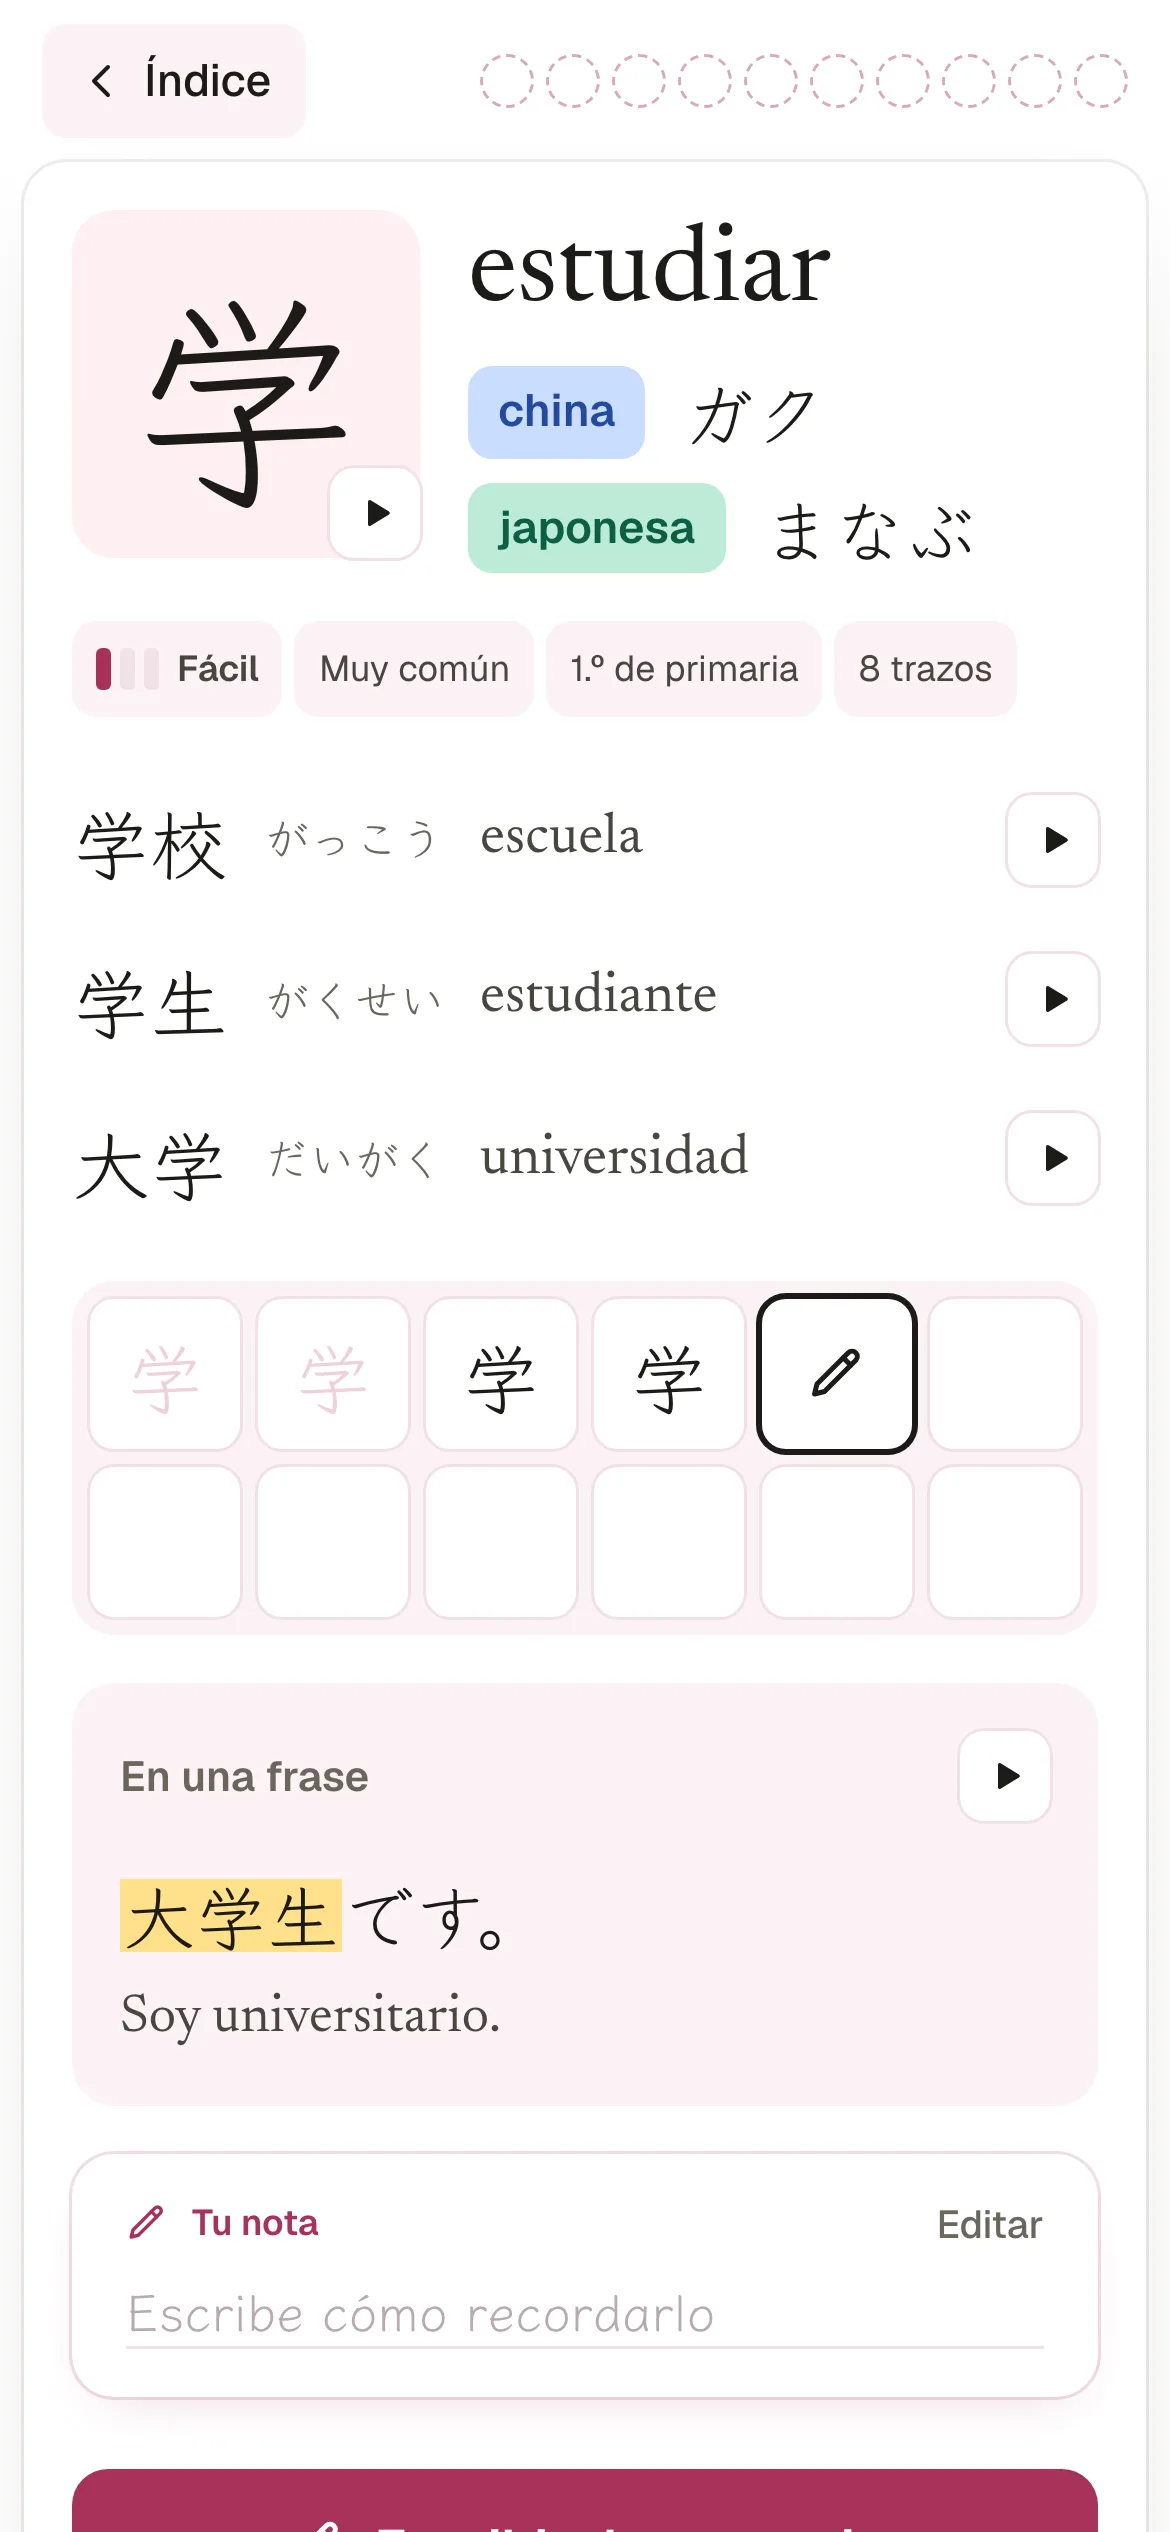 Índice
学
estudiar
china ガク
japonesa まなぶ
Fácil Muy común 1.º de primaria 8 trazos
学校 がっこう escuela
学生 がくせい estudiante
大学 だいがく universidad
学 学 学 学
En una frase
大学生です。
Soy universitario.
Tu nota Editar
Escribe cómo recordarlo